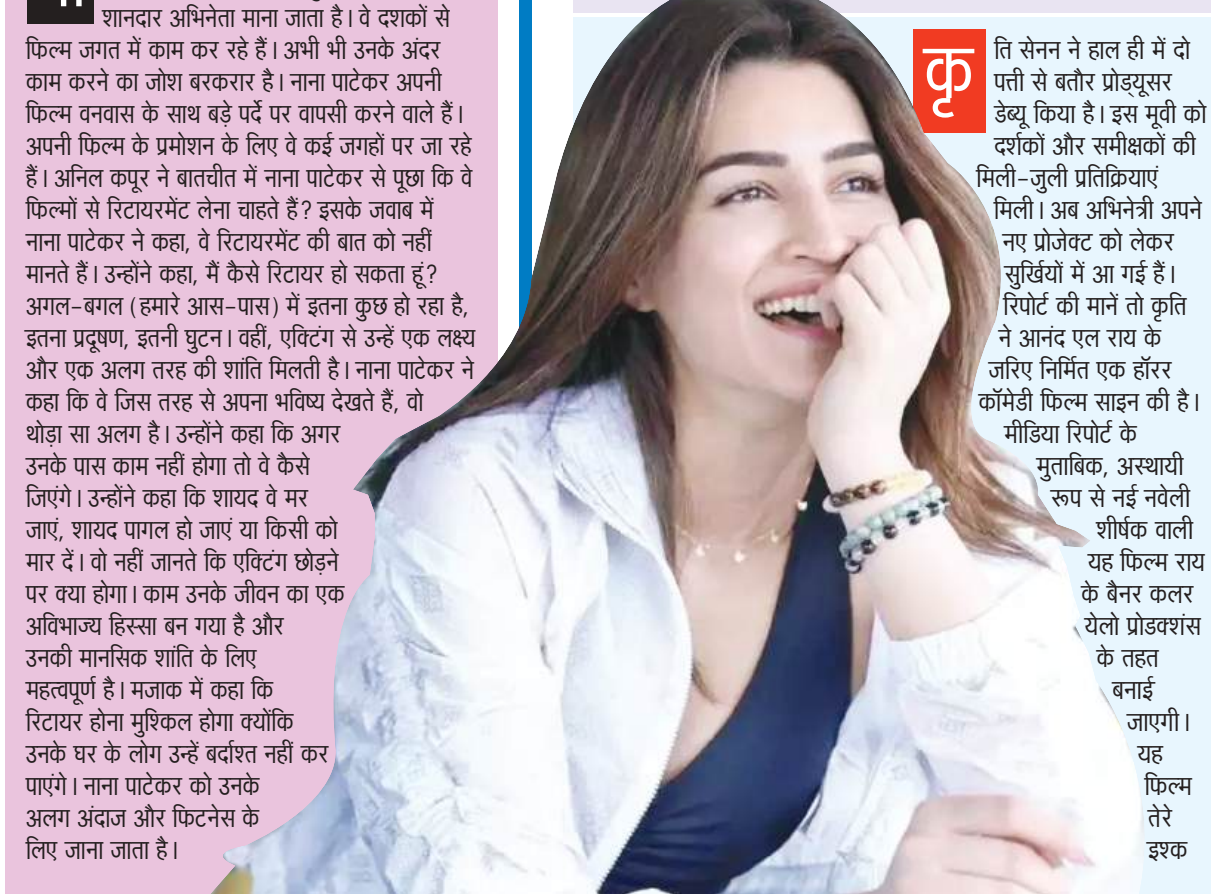 शानदार अभिनेता माना जाता है। वे दशकों से
फिल्म जगत में काम कर रहे हैं। अभी भी उनके अंदर
काम करने का जोश बरकरार है। नाना पाटेकर अपनी
फिल्म वनवास के साथ बड़े पर्दे पर वापसी करने वाले हैं।
अपनी फिल्म के प्रमोशन के लिए वे कई जगहों पर जा रहे
हैं। अनिल कपूर ने बातचीत में नाना पाटेकर से पूछा कि वे
फिल्मों से रिटायरमेंट लेना चाहते हैं? इसके जवाब में
नाना पाटेकर ने कहा, वे रिटायरमेंट की बात को नहीं
मानते हैं। उन्होंने कहा, मैं कैसे रिटायर हो सकता हूं?
अगल-बगल (हमारे आस-पास) में इतना कुछ हो रहा है,
इतना प्रदूषण, इतनी घुटन। वहीं, एक्टिंग से उन्हें एक लक्ष्य
और एक अलग तरह की शांति मिलती है। नाना पाटेकर ने
कहा कि वे जिस तरह से अपना भविष्य देखते हैं, वो
थोड़ा सा अलग है। उन्होंने कहा कि अगर
उनके पास काम नहीं होगा तो वे कैसे
जिएंगे। उन्होंने कहा कि शायद वे मर
जाएं, शायद पागल हो जाएं या किसी को
मार दें। वो नहीं जानते कि एक्टिंग छोड़ने
पर क्या होगा। काम उनके जीवन का एक
अविभाज्य हिस्सा बन गया है और
उनकी मानसिक शांति के लिए
महत्वपूर्ण है। मजाक में कहा कि
रिटायर होना मुश्किल होगा क्योंकि
उनके घर के लोग उन्हें बर्दाश्त नहीं कर
पाएंगे। नाना पाटेकर को उनके
अलग अंदाज और फिटनेस के
लिए जाना जाता है।
कृति सेनन ने हाल ही में दो
पत्ती से बतौर प्रोड्यूसर
डेब्यू किया है। इस मूवी को
दर्शकों और समीक्षकों की
मिली-जुली प्रतिक्रियाएं
मिली। अब अभिनेत्री अपने
नए प्रोजेक्ट को लेकर
सुर्खियों में आ गई हैं।
रिपोर्ट की मानें तो कृति
ने आनंद एल राय के
जरिए निर्मित एक हॉरर
कॉमेडी फिल्म साइन की है।
मीडिया रिपोर्ट के
मुताबिक, अस्थायी
रूप से नई नवेली
शीर्षक वाली
यह फिल्म राय
के बैनर कलर
येलो प्रोडक्शंस
के तहत
बनाई
जाएगी।
यह
फिल्म
तेरे
इश्क